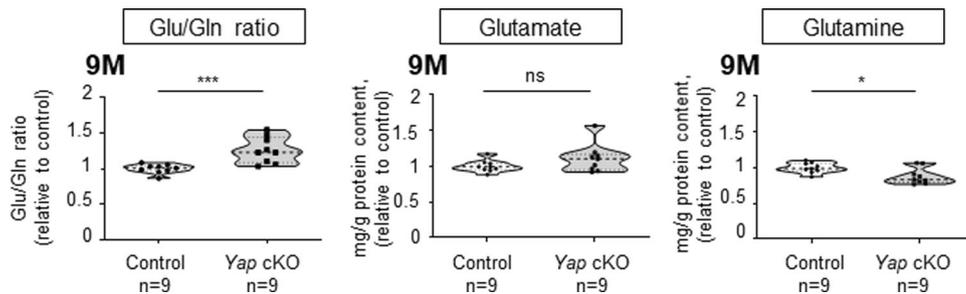 Glu/Gln ratio
9M
***
Glu/Gln ratio
(relative to control)
2
1.5
1
0.5
0
Control
n=9
Yap cKO
n=9
Glutamate
9M
ns
mg/g protein content,
(relative to control)
2
1.5
1
0.5
0
Control
n=9
Yap cKO
n=9
Glutamine
9M
*
mg/g protein content,
(relative to control)
2
1.5
1
0.5
0
Control
n=9
Yap cKO
n=9